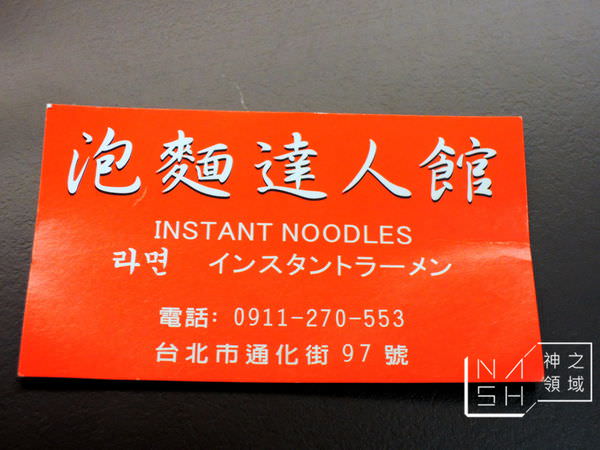 泡麵達人館
INSTANT NOODLES
라면 インスタントラーメン
電話: 0911-270-553
台北市通化街 97 號
NASH 神之領域